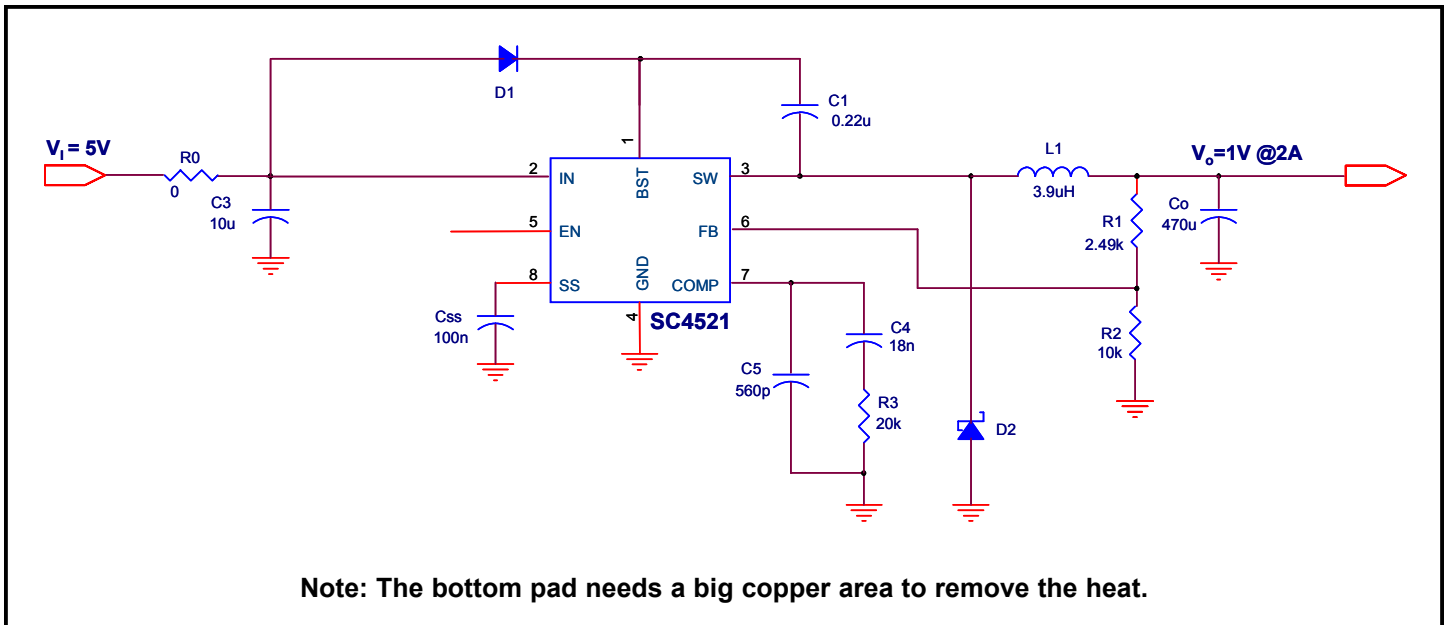 D1
C1
0.22u
V_I = 5V
R0
0
C3
10u
1
2
IN
BST
SW
3
L1
3.9uH
V_o=1V @2A
R1
2.49k
Co
470u
5
EN
FB
6
8
SS
GND
COMP
7
4
SC4521
Css
100n
C4
18n
C5
560p
R3
20k
R2
10k
D2
Note: The bottom pad needs a big copper area to remove the heat.